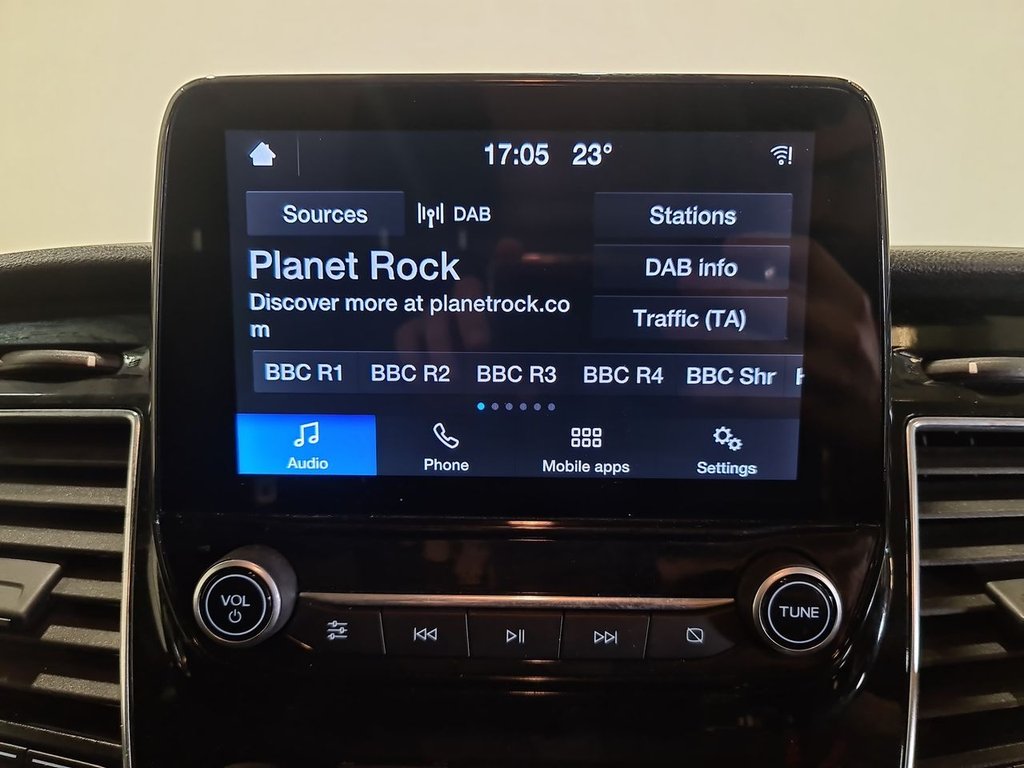 17:05 23°
Sources DAB Stations
Planet Rock
DAB info
Discover more at planetrock.co
m
Traffic (TA)
BBC R1 BBC R2 BBC R3 BBC R4 BBC Shr
Audio Phone Mobile apps Settings
VOL
TUNE